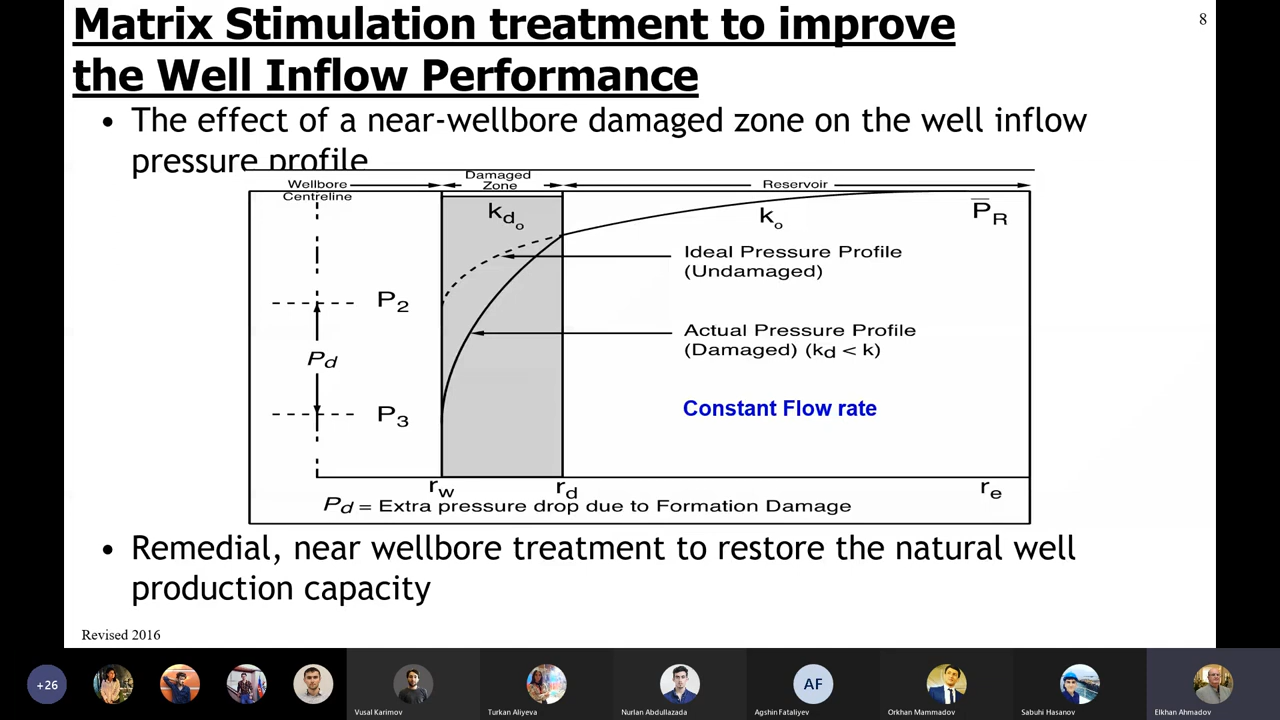 Matrix Stimulation treatment to improve
the Well Inflow Performance
8
• The effect of a near-wellbore damaged zone on the well inflow
pressure profile
Wellbore
Centreline
Damaged
Zone
Reservoir
kdo
ko
P̅R
Ideal Pressure Profile
(Undamaged)
P2
Actual Pressure Profile
(Damaged) (kd < k)
Pd
Constant Flow rate
P3
rw
rd
re
Pd = Extra pressure drop due to Formation Damage
• Remedial, near wellbore treatment to restore the natural well
production capacity
Revised 2016
+26
AF
Vusal Karimov
Turkan Aliyeva
Nurlan Abdullazada
Agshin Fataliyev
Orkhan Mammadov
Sabuhi Hasanov
Elkhan Ahmadov